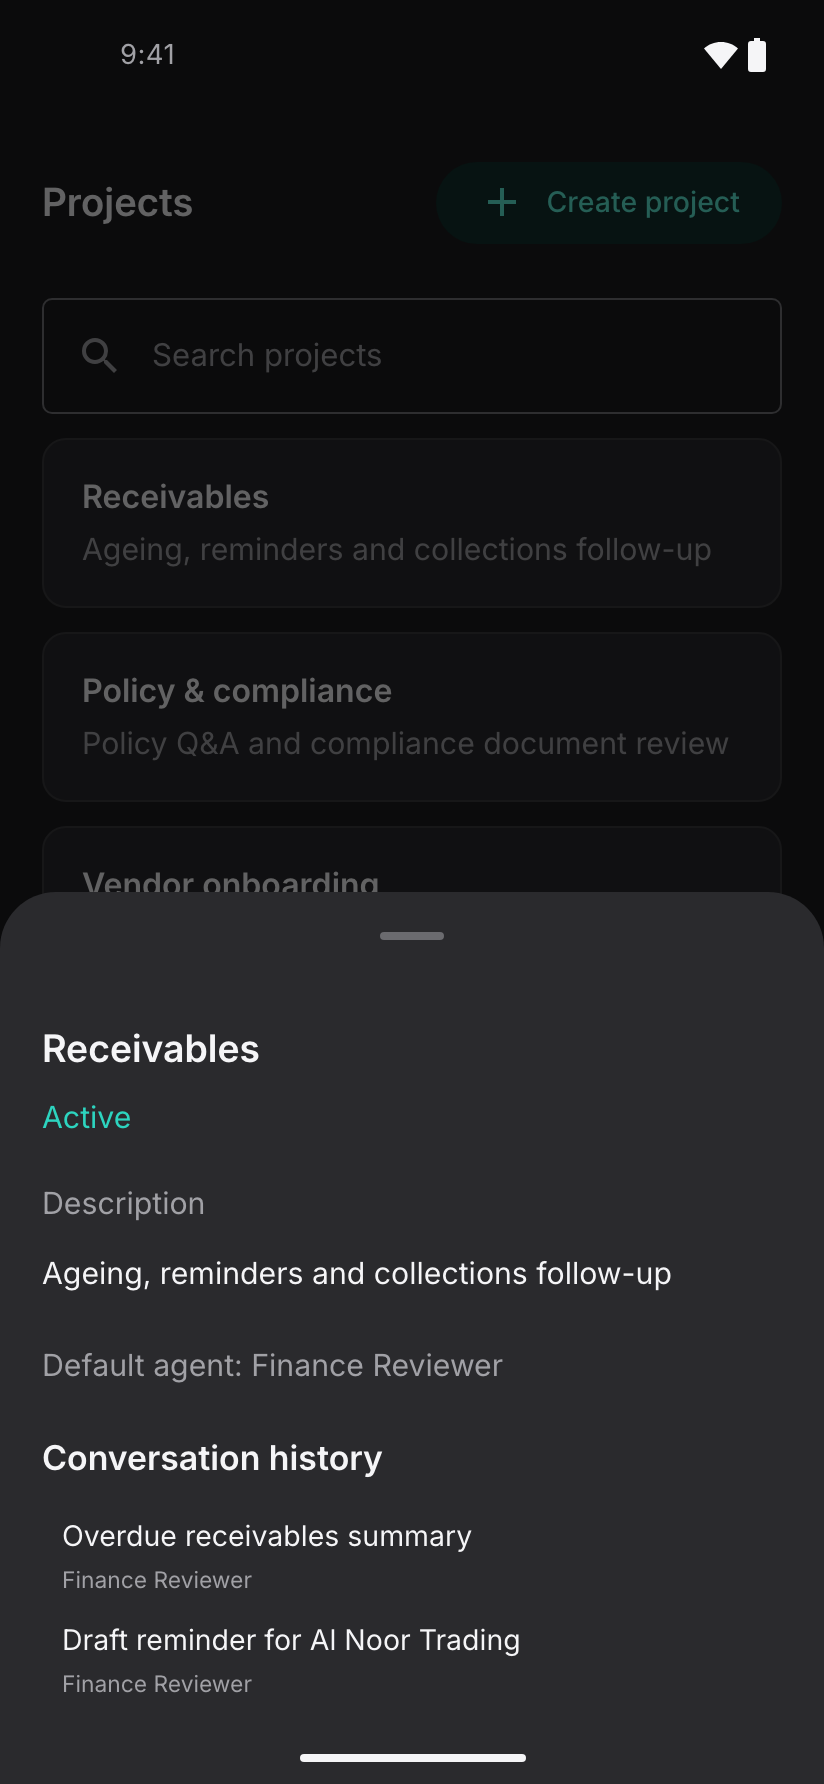 9:41
Projects
Create project
Search projects
Receivables
Ageing, reminders and collections follow-up
Policy & compliance
Policy Q&A and compliance document review
Vendor onboarding
Receivables
Active
Description
Ageing, reminders and collections follow-up
Default agent: Finance Reviewer
Conversation history
Overdue receivables summary
Finance Reviewer
Draft reminder for Al Noor Trading
Finance Reviewer